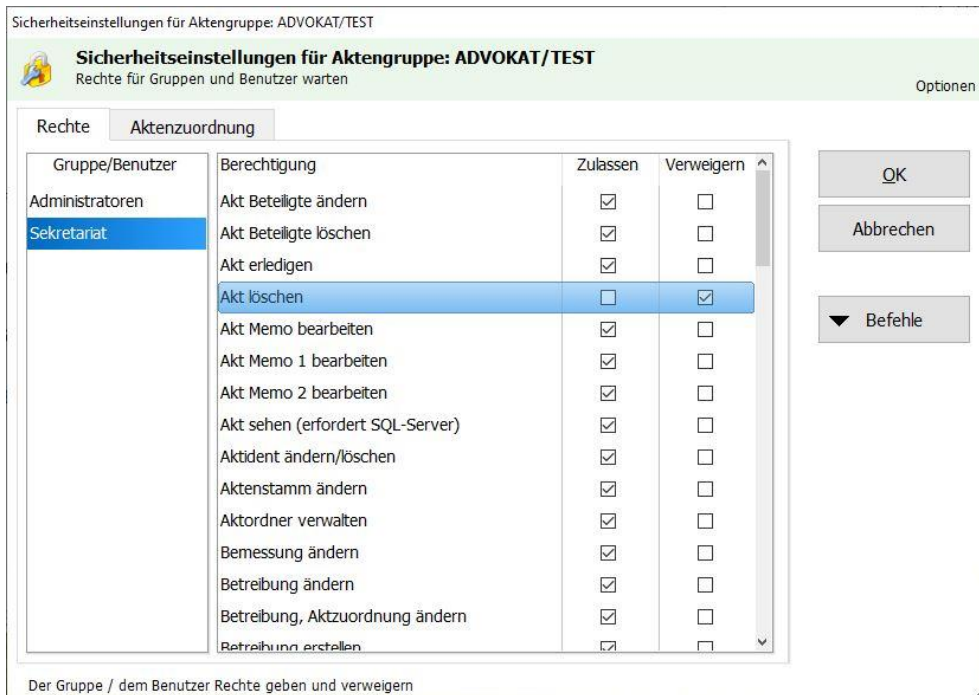 Sicherheitseinstellungen für Aktengruppe: ADVOKAT/TEST
Sicherheitseinstellungen für Aktengruppe: ADVOKAT/TEST
Rechte für Gruppen und Benutzer warten
Optionen
Rechte Aktenzuordnung
Gruppe/Benutzer
Administratoren
Sekretariat
Berechtigung Zulassen Verweigern
Akt Beteiligte ändern
Akt Beteiligte löschen
Akt erledigen
Akt löschen
Akt Memo bearbeiten
Akt Memo 1 bearbeiten
Akt Memo 2 bearbeiten
Akt sehen (erfordert SQL-Server)
Aktident ändern/löschen
Aktenstamm ändern
Aktordner verwalten
Bemessung ändern
Betreibung ändern
Betreibung, Aktzuordnung ändern
Betreibung erstellen
OK
Abbrechen
Befehle
Der Gruppe / dem Benutzer Rechte geben und verweigern